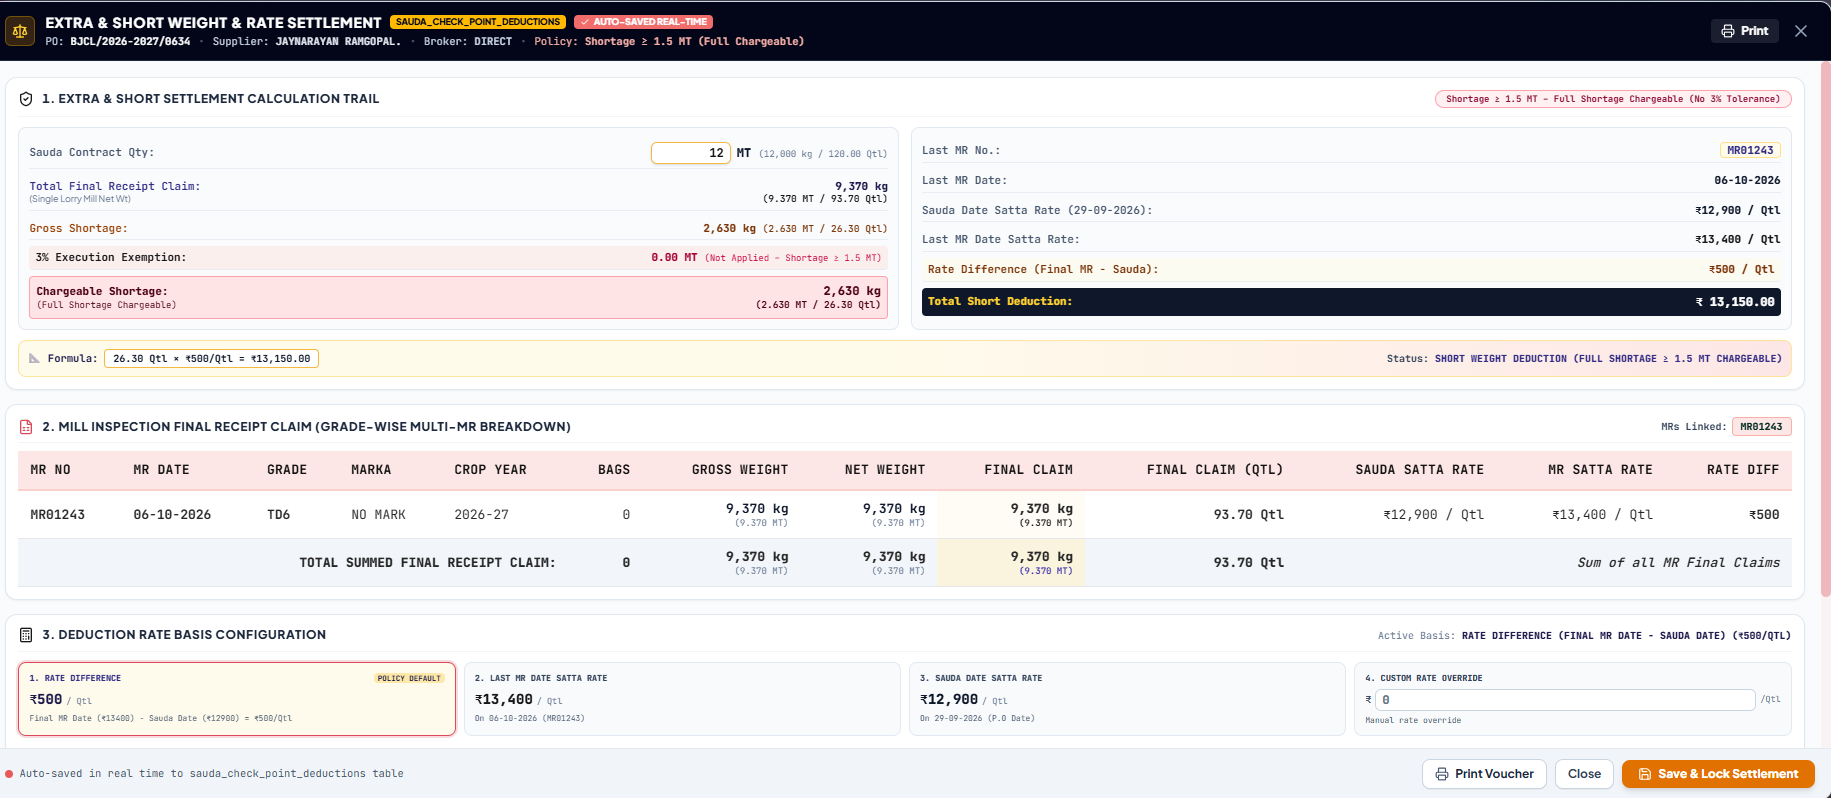 EXTRA & SHORT WEIGHT & RATE SETTLEMENT SAUDA_CHECK_POINT_DEDUCTIONS ✓ AUTO-SAVED REAL-TIME
PO: BJCL/2026-2027/0634 · Supplier: JAYNARAYAN RAMGOPAL. · Broker: DIRECT · Policy: Shortage ≥ 1.5 MT (Full Chargeable)
Print
1. EXTRA & SHORT SETTLEMENT CALCULATION TRAIL
Shortage ≥ 1.5 MT – Full Shortage Chargeable (No 3% Tolerance)
Sauda Contract Qty: 12 MT (12,000 kg / 120.00 Qtl)
Total Final Receipt Claim: 9,370 kg
(Single Lorry Mill Net Wt) (9.370 MT / 93.70 Qtl)
Gross Shortage: 2,630 kg (2.630 MT / 26.30 Qtl)
3% Execution Exemption: 0.00 MT (Not Applied – Shortage ≥ 1.5 MT)
Chargeable Shortage: 2,630 kg
(Full Shortage Chargeable) (2.630 MT / 26.30 Qtl)
Last MR No.: MR01243
Last MR Date: 06-10-2026
Sauda Date Satta Rate (29-09-2026): ₹12,900 / Qtl
Last MR Date Satta Rate: ₹13,400 / Qtl
Rate Difference (Final MR - Sauda): ₹500 / Qtl
Total Short Deduction: ₹ 13,150.00
Formula: 26.30 Qtl × ₹500/Qtl = ₹13,150.00
Status: SHORT WEIGHT DEDUCTION (FULL SHORTAGE ≥ 1.5 MT CHARGEABLE)
2. MILL INSPECTION FINAL RECEIPT CLAIM (GRADE-WISE MULTI-MR BREAKDOWN)
MRs Linked: MR01243
MR NO MR DATE GRADE MARKA CROP YEAR BAGS GROSS WEIGHT NET WEIGHT FINAL CLAIM FINAL CLAIM (QTL) SAUDA SATTA RATE MR SATTA RATE RATE DIFF
MR01243 06-10-2026 TD6 NO MARK 2026-27 0 9,370 kg 9,370 kg 9,370 kg 93.70 Qtl ₹12,900 / Qtl ₹13,400 / Qtl ₹500
(9.370 MT) (9.370 MT) (9.370 MT)
TOTAL SUMMED FINAL RECEIPT CLAIM: 0 9,370 kg 9,370 kg 9,370 kg 93.70 Qtl Sum of all MR Final Claims
(9.370 MT) (9.370 MT) (9.370 MT)
3. DEDUCTION RATE BASIS CONFIGURATION
Active Basis: RATE DIFFERENCE (FINAL MR DATE - SAUDA DATE) (₹500/QTL)
1. RATE DIFFERENCE POLICY DEFAULT
₹500 / Qtl
Final MR Date (₹13400) - Sauda Date (₹12900) = ₹500/Qtl
2. LAST MR DATE SATTA RATE
₹13,400 / Qtl
On 06-10-2026 (MR01243)
3. SAUDA DATE SATTA RATE
₹12,900 / Qtl
On 29-09-2026 (P.O Date)
4. CUSTOM RATE OVERRIDE
₹ 0 /Qtl
Manual rate override
Auto-saved in real time to sauda_check_point_deductions table
Print Voucher
Close
Save & Lock Settlement